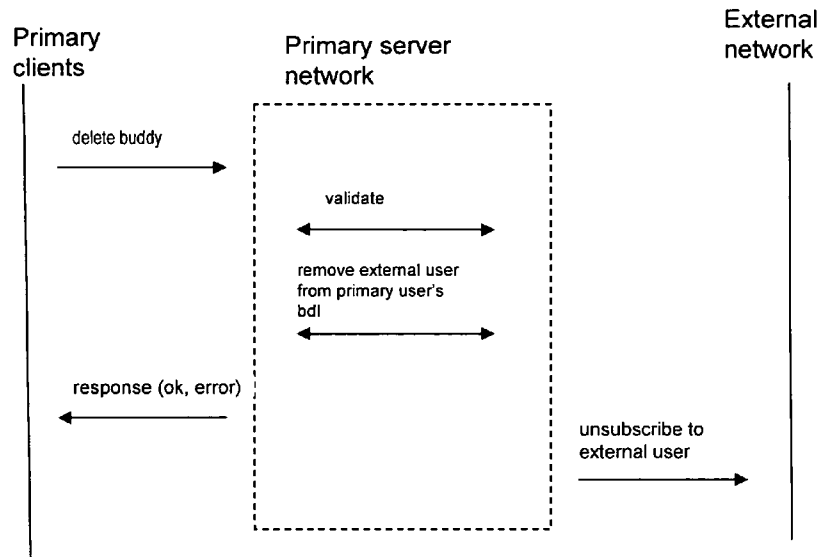 Primary
clients
Primary server
network
External
network
delete buddy
validate
remove external user
from primary user's
bdl
response (ok, error)
unsubscribe to
external user